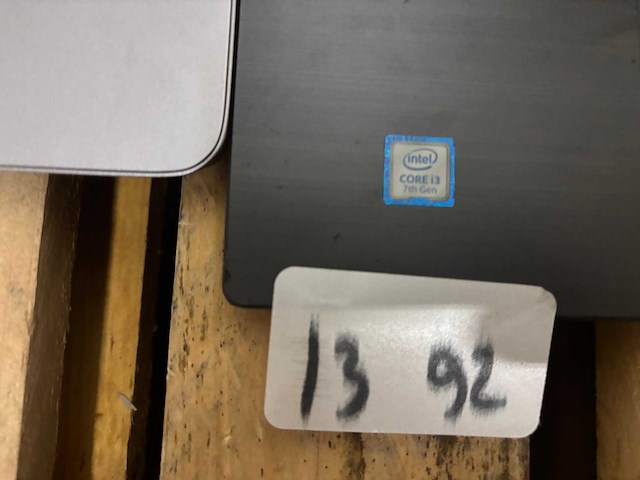 intel
CORE i3
7th Gen
13 92